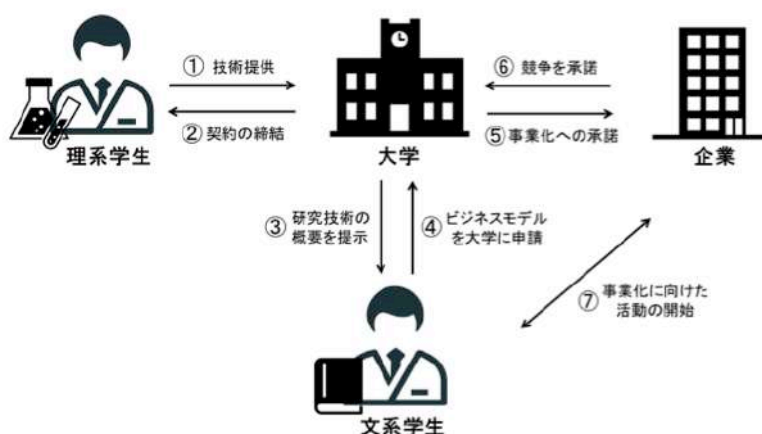 ① 技術提供
② 契約の締結
理系学生
大学
⑥ 競争を承諾
⑤ 事業化への承諾
企業
③ 研究技術の
概要を提示
④ ビジネスモデル
を大学に申請
⑦ 事業化に向けた
活動の開始
文系学生